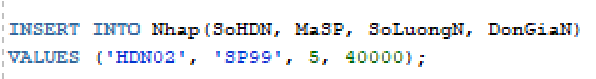 INSERT INTO Nhap(SoHDN, MaSP, SoLuongN, DonGiaN)
VALUES ('HDN02', 'SP99', 5, 40000);